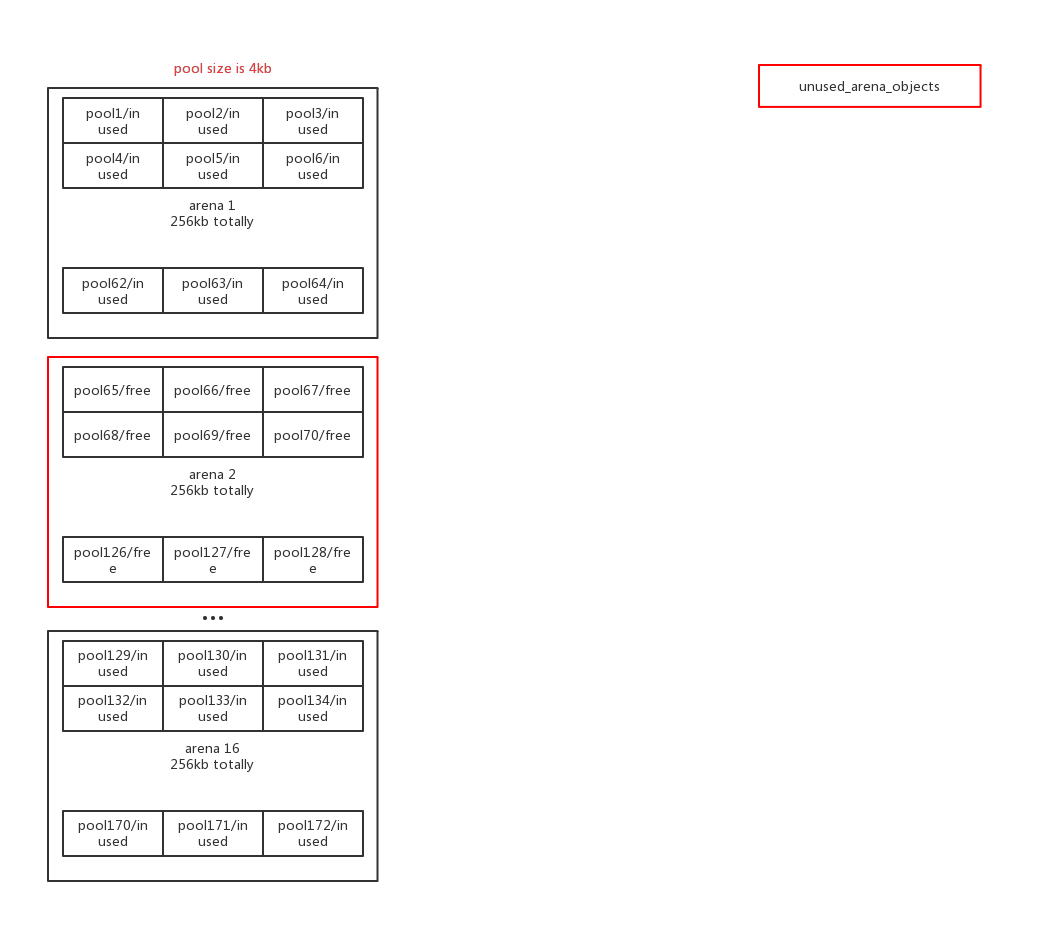 pool size is 4kb
unused_arena_objects
pool1/in
used
pool2/in
used
pool3/in
used
pool4/in
used
pool5/in
used
pool6/in
used
arena 1
256kb totally
pool62/in
used
pool63/in
used
pool64/in
used
pool65/free
pool66/free
pool67/free
pool68/free
pool69/free
pool70/free
arena 2
256kb totally
pool126/fre
e
pool127/fre
e
pool128/fre
e
...
pool129/in
used
pool130/in
used
pool131/in
used
pool132/in
used
pool133/in
used
pool134/in
used
arena 16
256kb totally
pool170/in
used
pool171/in
used
pool172/in
used